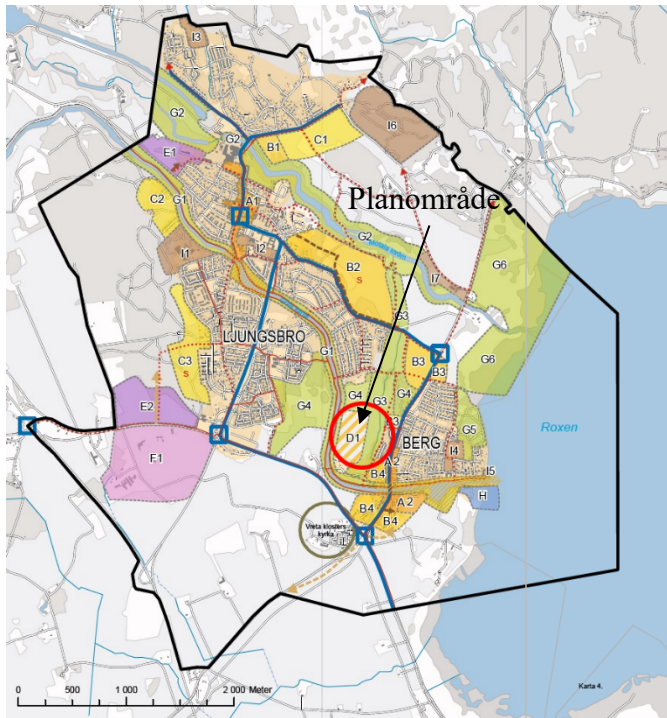 I3
I6
G2
G2
B1
C1
E1
Planområde
C2
G1
A1
G2
I2
I1
B2
S
I7
G6
G3
LJUNGSBRO
G1
B3
B3
G6
C3
S
G4
G4
G3
G4
Roxen
E2
D1
BERG
G5
I4
F1
A2
B4
I5
B4
A2
H
B4
Vreta klosters
kyrka
0 500 1 000 2 000 Meter
Karta 4.